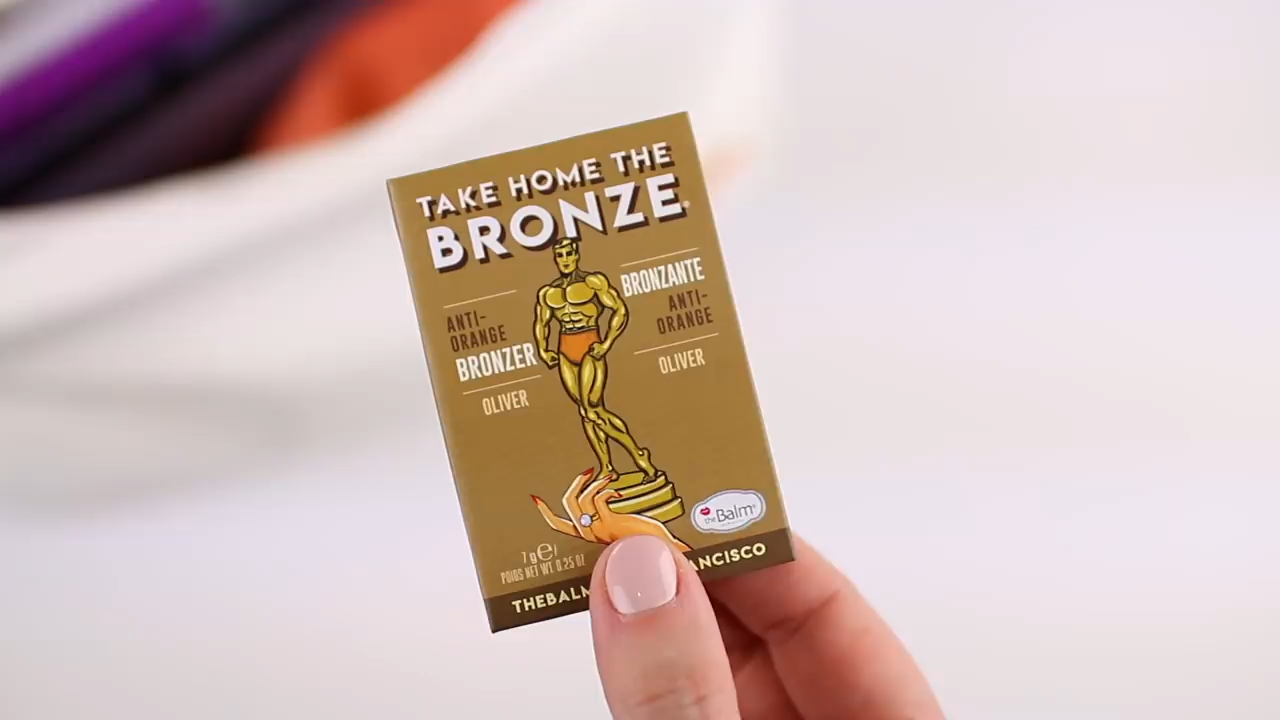 TAKE HOME THE
BRONZE®
ANTI-
ORANGE
BRONZER
OLIVER
BRONZANTE
ANTI-
ORANGE
OLIVER
theBalm®
7 g e
POIDS NET WT. 0.25 OZ
THEBALM ANCISCO